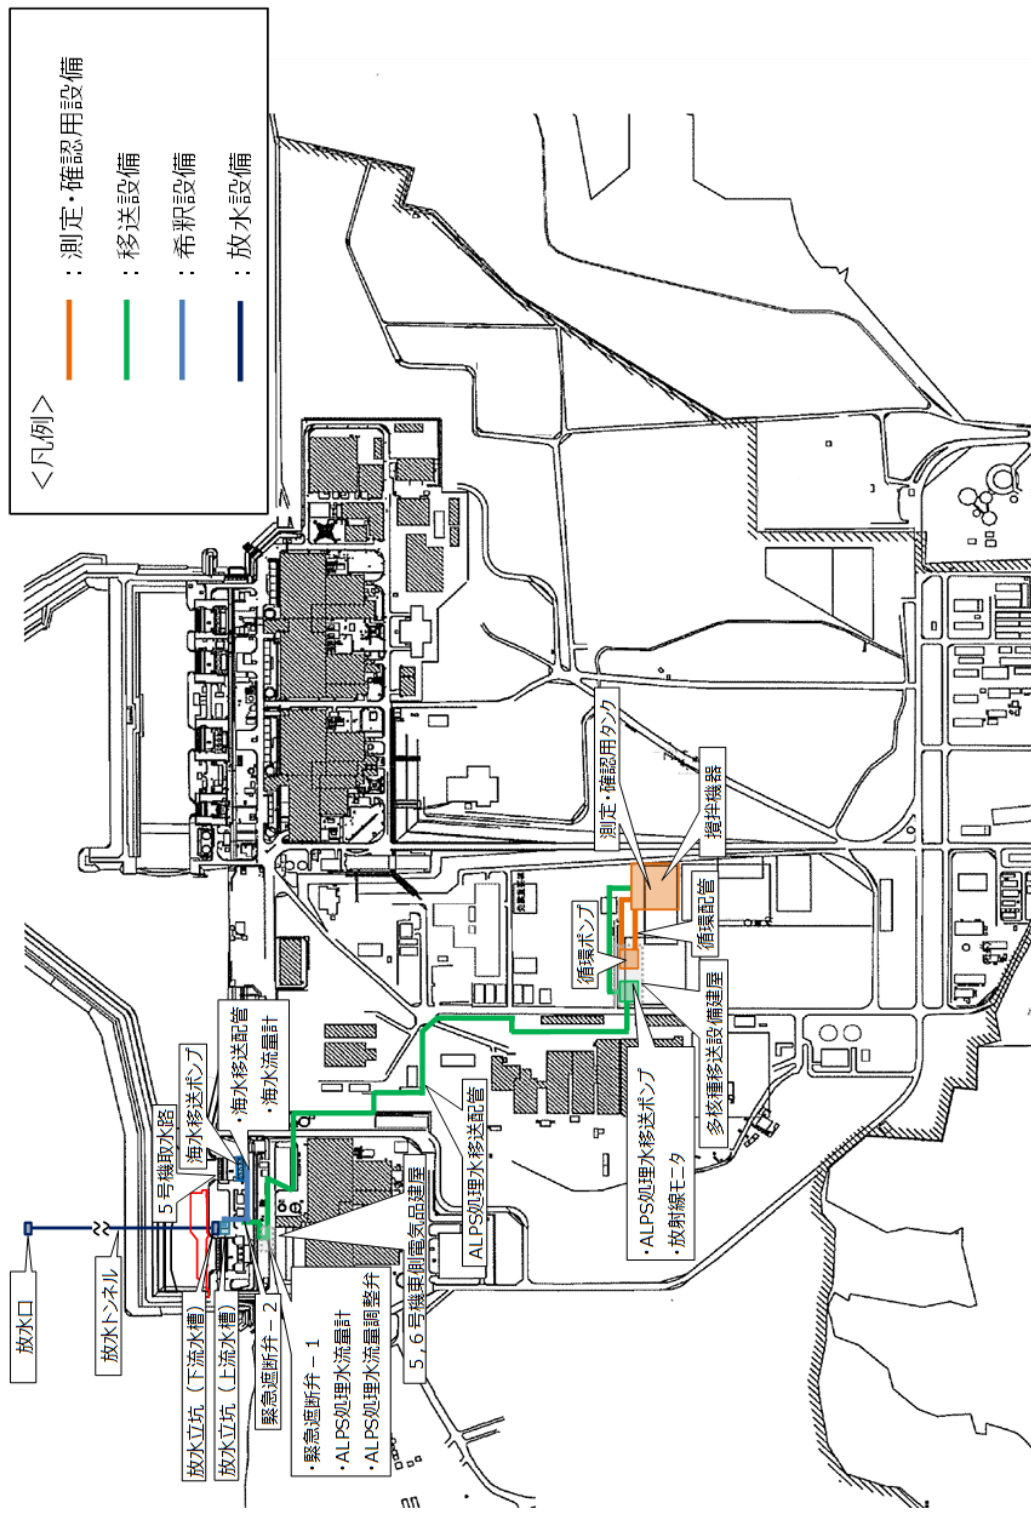 <凡例>
：測定・確認用設備
：移送設備
：希釈設備
：放水設備
放水口
放水トンネル
放水立坑（下流水槽）
放水立坑（上流水槽）
5号機取水路
海水移送ポンプ
・海水移送配管
・海水流量計
緊急遮断弁－2
・緊急遮断弁－1
・ALPS処理水流量計
・ALPS処理水流量調整弁
5,6号機東側電気品建屋
ALPS処理水移送配管
・ALPS処理水移送ポンプ
・放射線モニタ
多核種移送設備建屋
循環ポンプ
循環配管
測定・確認用タンク
攪拌機器